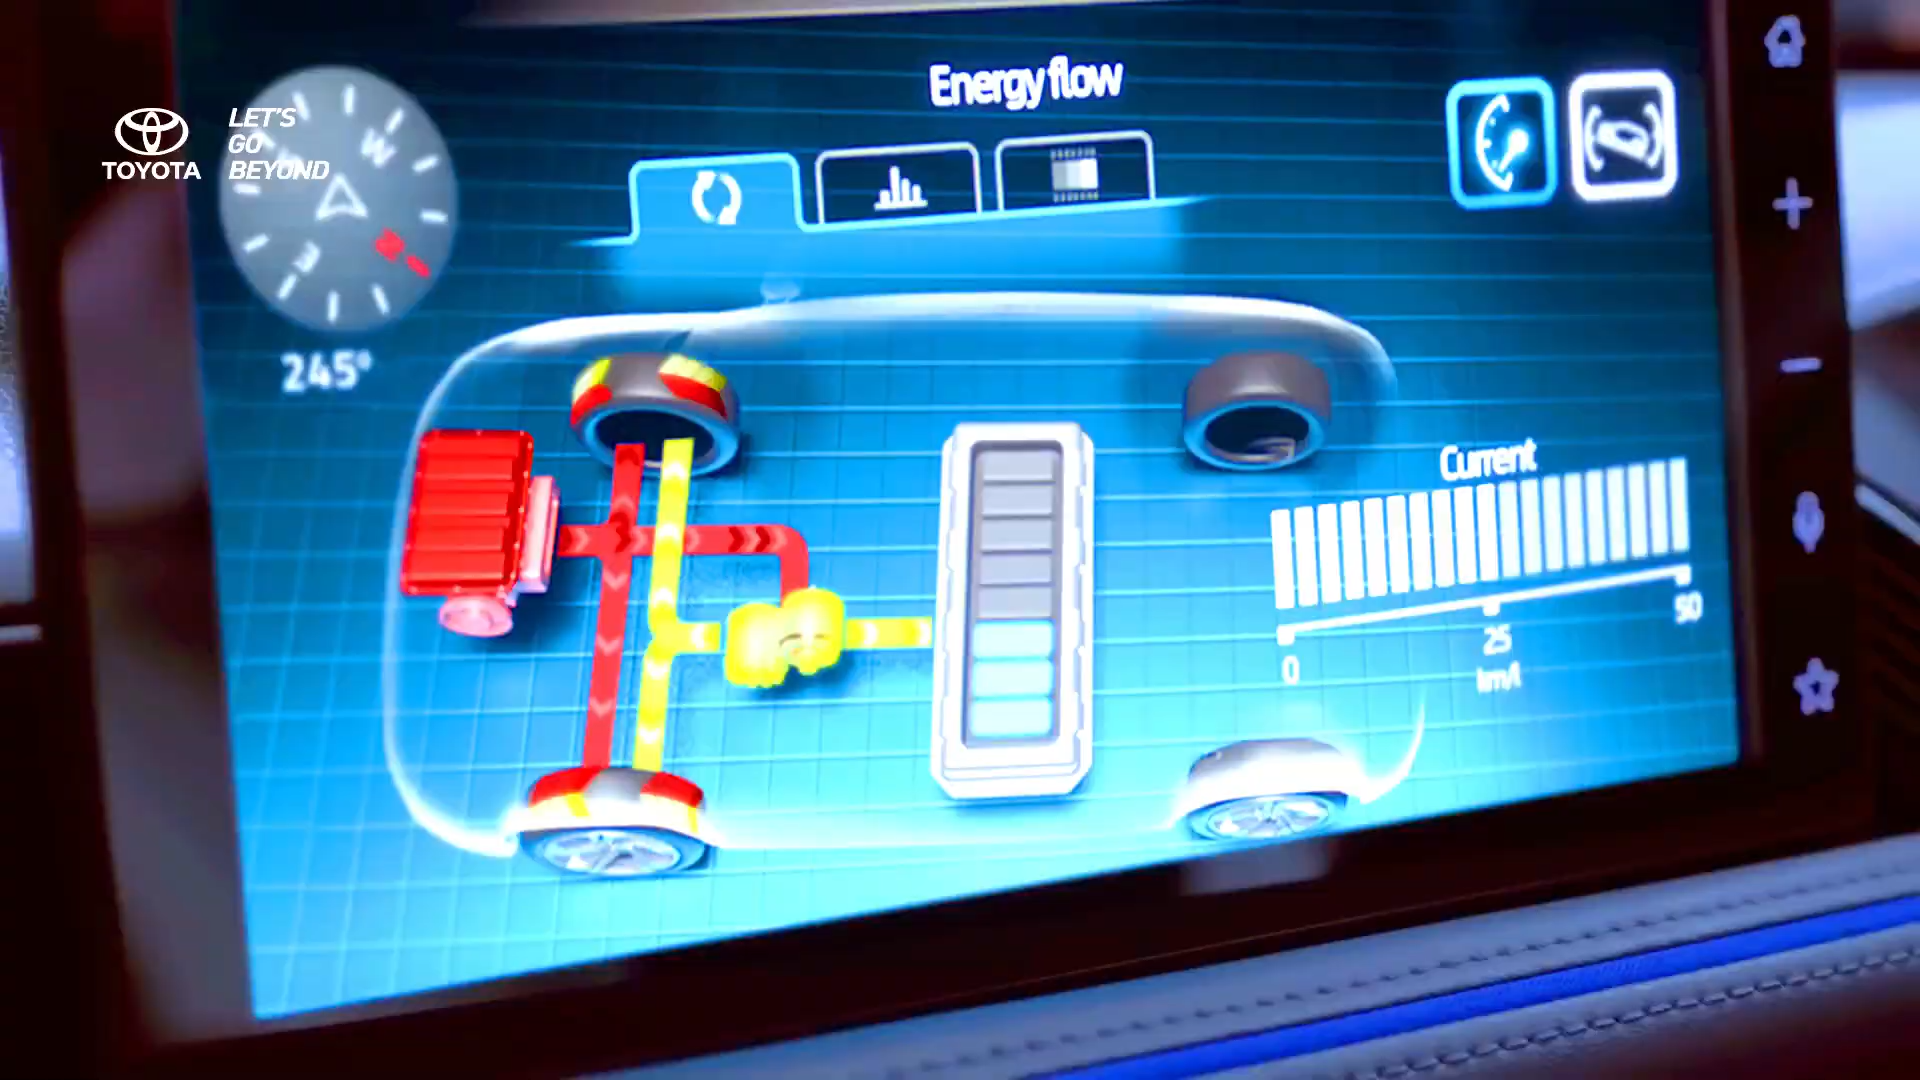 Energy flow
TOYOTA
LET'S
GO
BEYOND
W
E
245°
Current
0
25
50
km/l